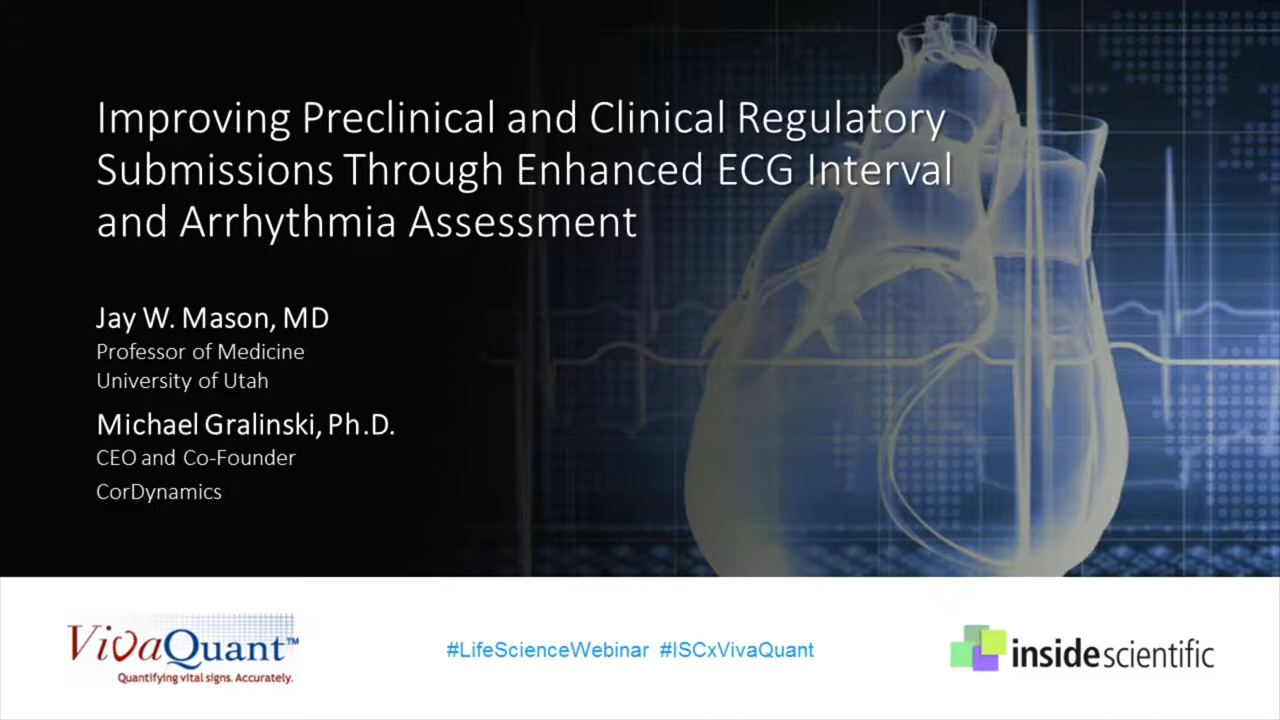 Improving Preclinical and Clinical Regulatory
Submissions Through Enhanced ECG Interval
and Arrhythmia Assessment
Jay W. Mason, MD
Professor of Medicine
University of Utah
Michael Gralinski, Ph.D.
CEO and Co-Founder
CorDynamics
VivaQuant™
Quantifying vital signs. Accurately.
#LifeScienceWebinar #ISCxVivaQuant
insidescientific